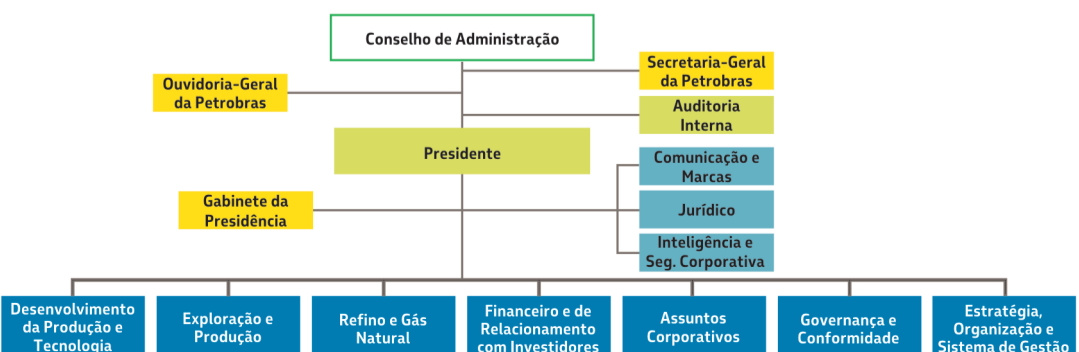 Conselho de Administração
Ouvidoria-Geral
da Petrobras
Secretaria-Geral
da Petrobras
Auditoria
Interna
Presidente
Comunicação e
Marcas
Gabinete da
Presidência
Jurídico
Inteligência e
Seg. Corporativa
Desenvolvimento
da Produção e
Tecnologia
Exploração e
Produção
Refino e Gás
Natural
Financeiro e de
Relacionamento
com Investidores
Assuntos
Corporativos
Governança e
Conformidade
Estratégia,
Organização e
Sistema de Gestão